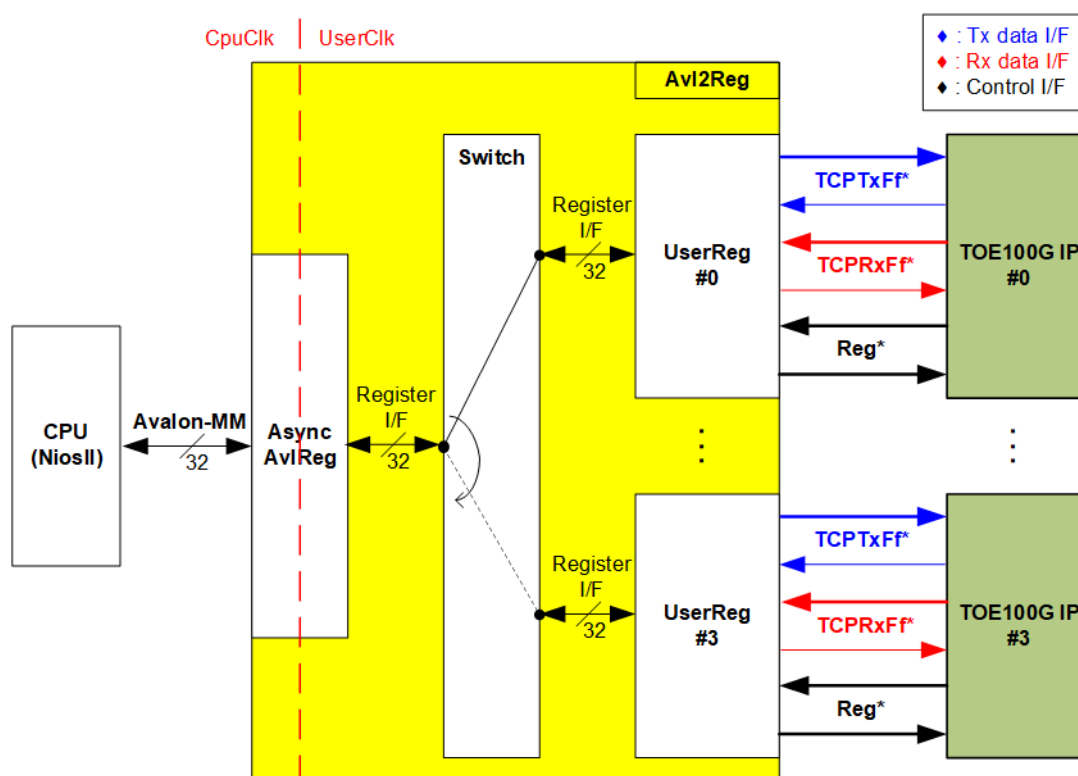 CpuClk
UserClk
♦ : Tx data I/F
♦ : Rx data I/F
♦ : Control I/F
Avl2Reg
Switch
Register
I/F
32
UserReg
#0
TCPTxFf*
TCPRxFf*
Reg*
TOE100G IP
#0
CPU
(NiosII)
Avalon-MM
32
Async
AvlReg
Register
I/F
32
Register
I/F
32
UserReg
#3
TCPTxFf*
TCPRxFf*
Reg*
TOE100G IP
#3